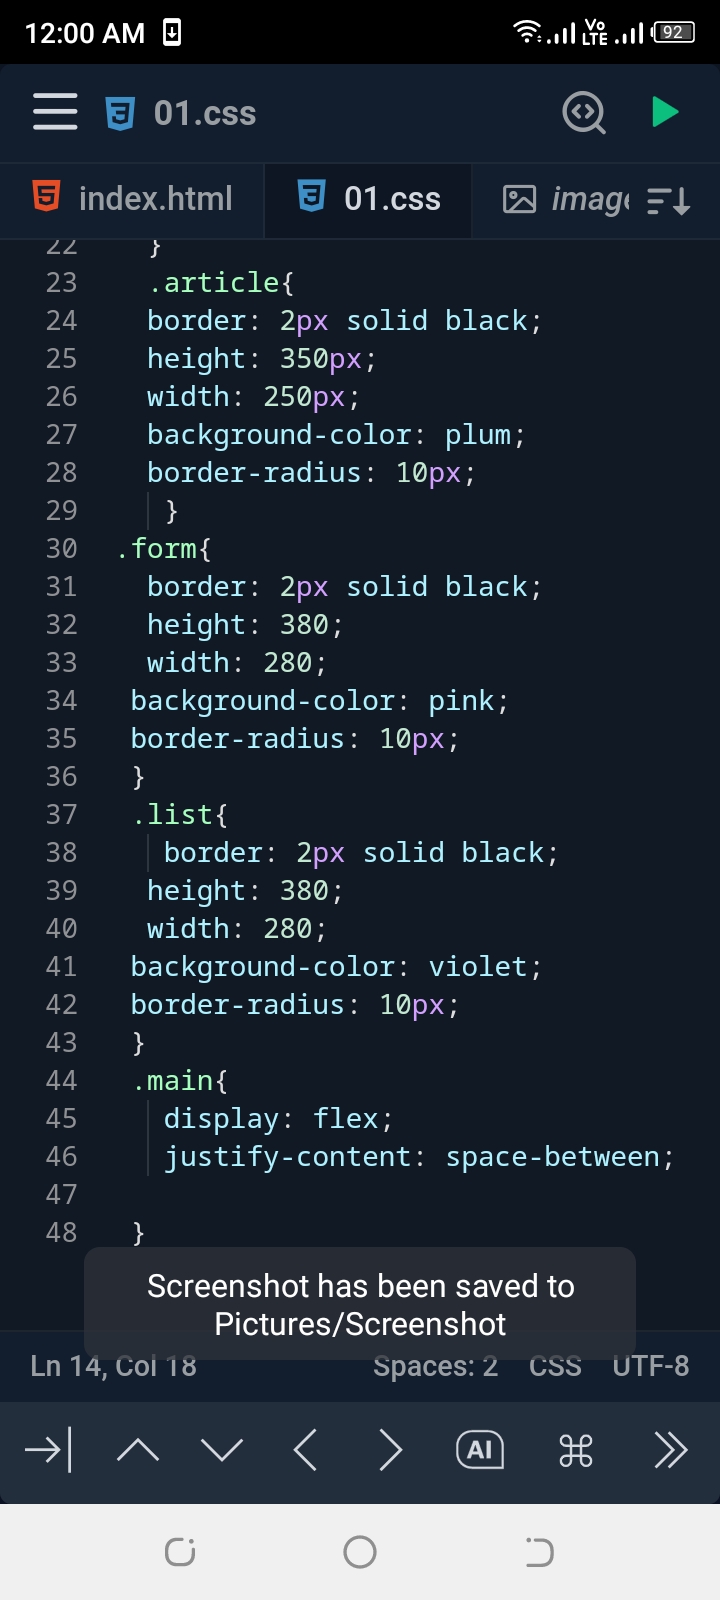 12:00 AM Vo LTE 92
01.css
index.html 01.css image
22 }
23 .article{
24 border: 2px solid black;
25 height: 350px;
26 width: 250px;
27 background-color: plum;
28 border-radius: 10px;
29 }
30 .form{
31 border: 2px solid black;
32 height: 380;
33 width: 280;
34 background-color: pink;
35 border-radius: 10px;
36 }
37 .list{
38 border: 2px solid black;
39 height: 380;
40 width: 280;
41 background-color: violet;
42 border-radius: 10px;
43 }
44 .main{
45 display: flex;
46 justify-content: space-between;
47
48 }
Screenshot has been saved to
Pictures/Screenshot
Ln 14, Col 18 Spaces: 2 CSS UTF-8
AI